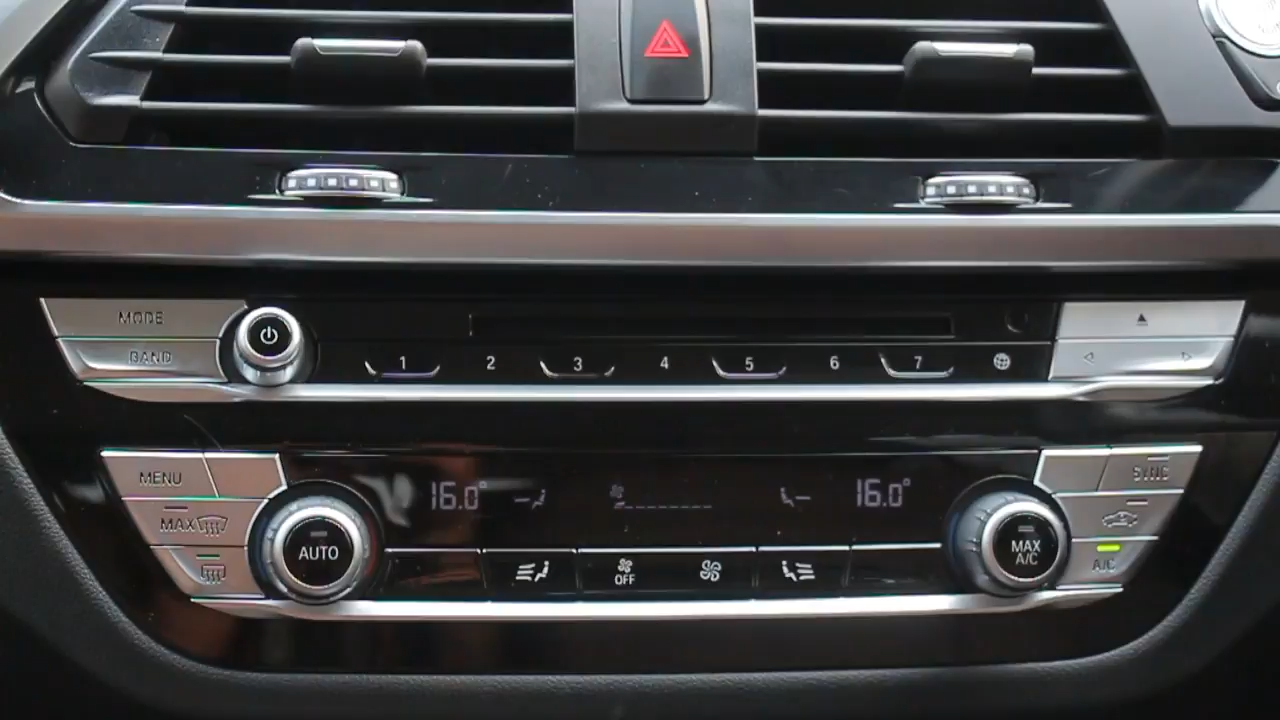 MODE
BAND
1 2 3 4 5 6 7
MENU
SYNC
16.0°
16.0°
MAX
AUTO
OFF
MAX
A/C
A/C